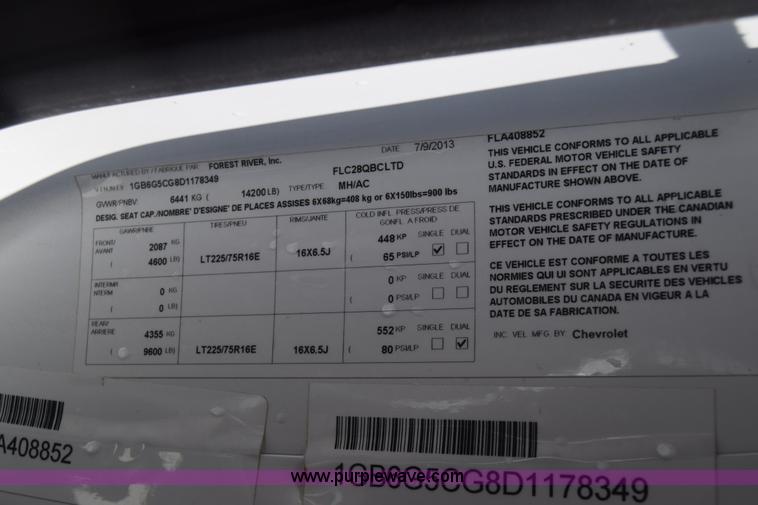 MANUFACTURED BY / FABRIQUE PAR: FOREST RIVER, Inc.
DATE: 7/9/2013
V.I.N./N.I.V. 1GB6G5CG8D1178349
FLC28QBCLTD
GVWR/PNBV: 6441 KG ( 14200 LB) TYPE/TYPE: MH/AC
DESIG. SEAT CAP./NOMBRE' D'ESIGNE' DE PLACES ASSISES 6X68kg=408 kg or 6X150lbs=900 lbs
GAWR/PNBE TIRES/PNEU RIMS/JANTE COLD INFL. PRESS/PRESS DE GONFL. A FROID
FRONT/ AVANT 2087 KG 448 KP SINGLE DUAL
( 4600 LB) LT225/75R16E 16X6.5J ( 65 PSI/LP
INTERM/ INTERM 0 KG 0 KP SINGLE DUAL
( 0 LB) ( 0 PSI/LP
REAR/ ARRIERE 4355 KG 552 KP SINGLE DUAL
( 9600 LB) LT225/75R16E 16X6.5J ( 80 PSI/LP
FLA408852
THIS VEHICLE CONFORMS TO ALL APPLICABLE
U.S. FEDERAL MOTOR VEHICLE SAFETY
STANDARDS IN EFFECT ON THE DATE OF
MANUFACTURE SHOWN ABOVE.
THIS VEHICLE CONFORMS TO ALL APPLICABLE
STANDARDS PRESCRIBED UNDER THE CANADIAN
MOTOR VEHICLE SAFETY REGULATIONS IN
EFFECT ON THE DATE OF MANUFACTURE.
CE VEHICLE EST CONFORME A TOUTES LES
NORMIES QUI UI SONT APPLICABLES EN VERTU
DU REGLEMENT SUR LA SECURITE DES VEHICLES
AUTOMOBILES DU CANADA EN VIGEUR A LA
DATE DE SA FABRICATION.
INC. VEL. MFG. BY: Chevrolet
A408852
1GB6G5CG8D1178349
www.purplewave.com